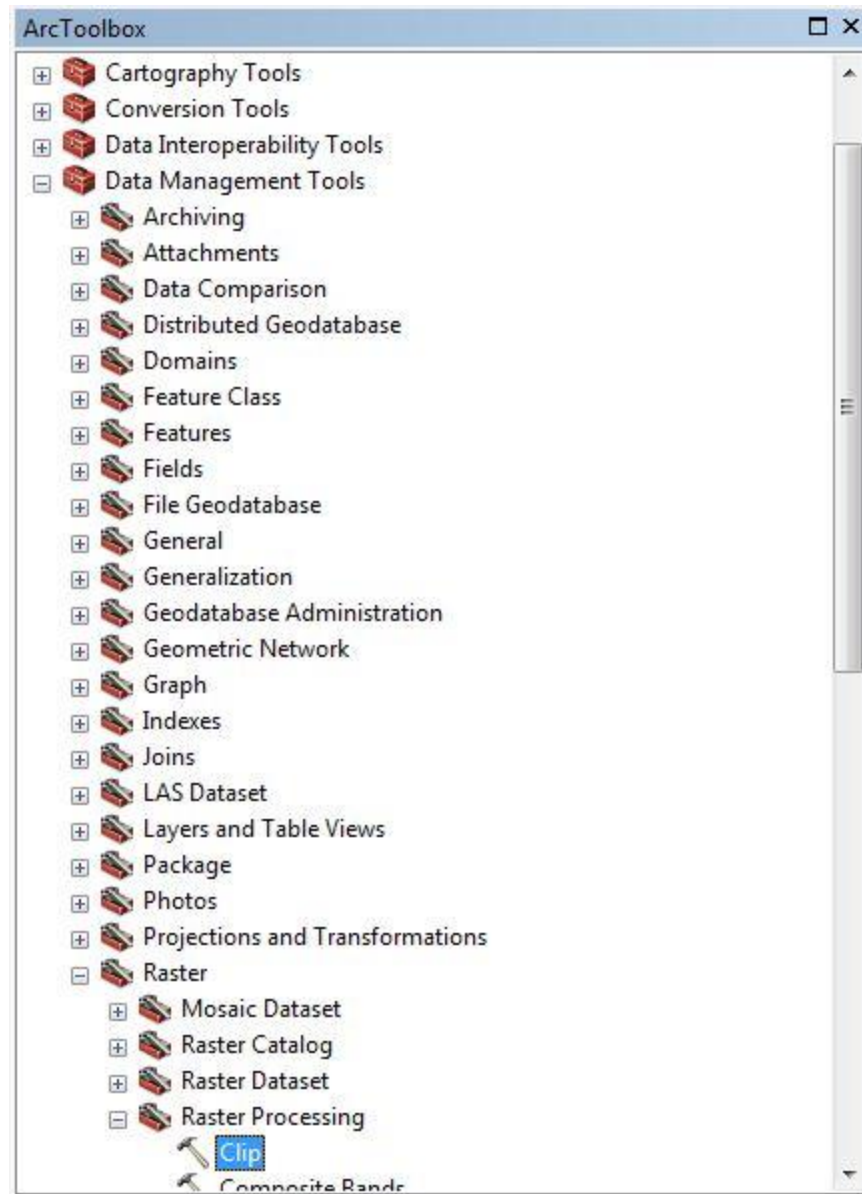 ArcToolbox
Cartography Tools
Conversion Tools
Data Interoperability Tools
Data Management Tools
Archiving
Attachments
Data Comparison
Distributed Geodatabase
Domains
Feature Class
Features
Fields
File Geodatabase
General
Generalization
Geodatabase Administration
Geometric Network
Graph
Indexes
Joins
LAS Dataset
Layers and Table Views
Package
Photos
Projections and Transformations
Raster
Mosaic Dataset
Raster Catalog
Raster Dataset
Raster Processing
Clip
Composite Bands